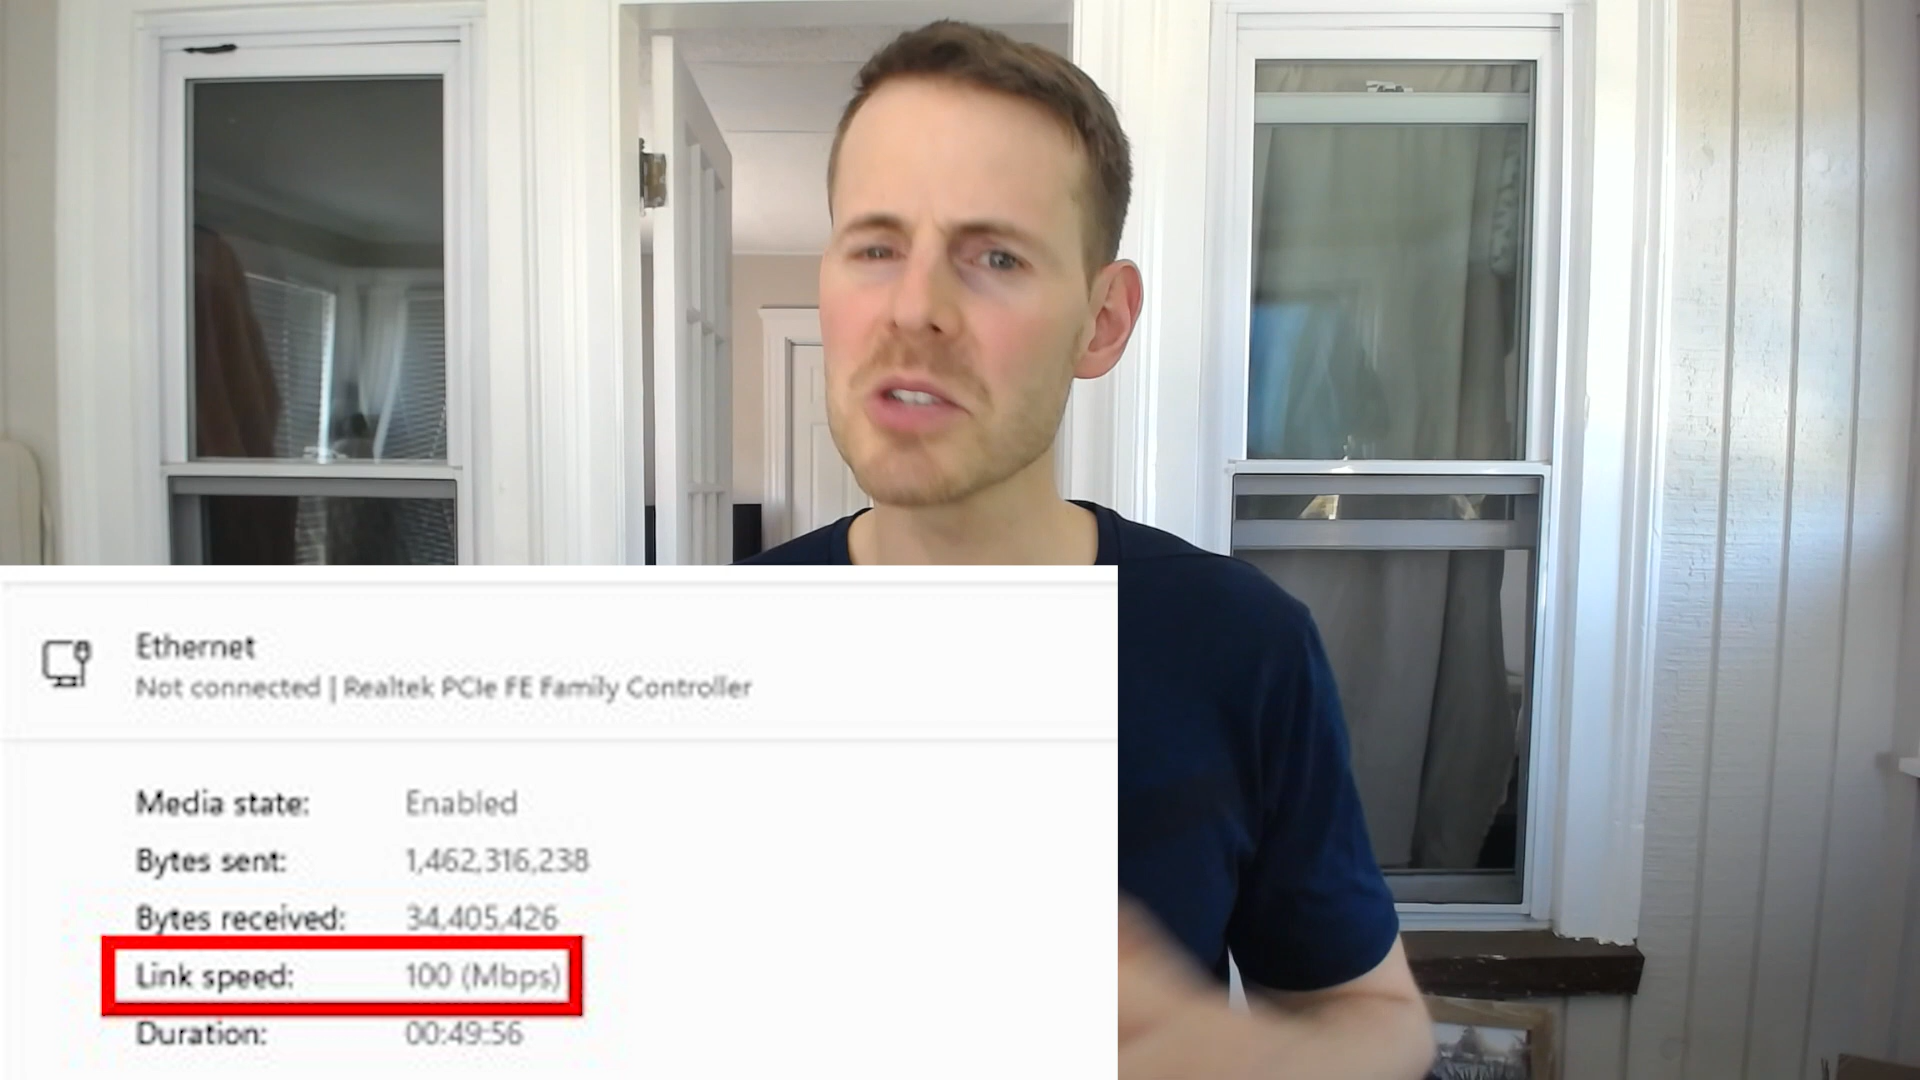 Ethernet
Not connected | Realtek PCIe FE Family Controller
Media state: Enabled
Bytes sent: 1,462,316,238
Bytes received: 34,405,426
Link speed: 100 (Mbps)
Duration: 00:49:56